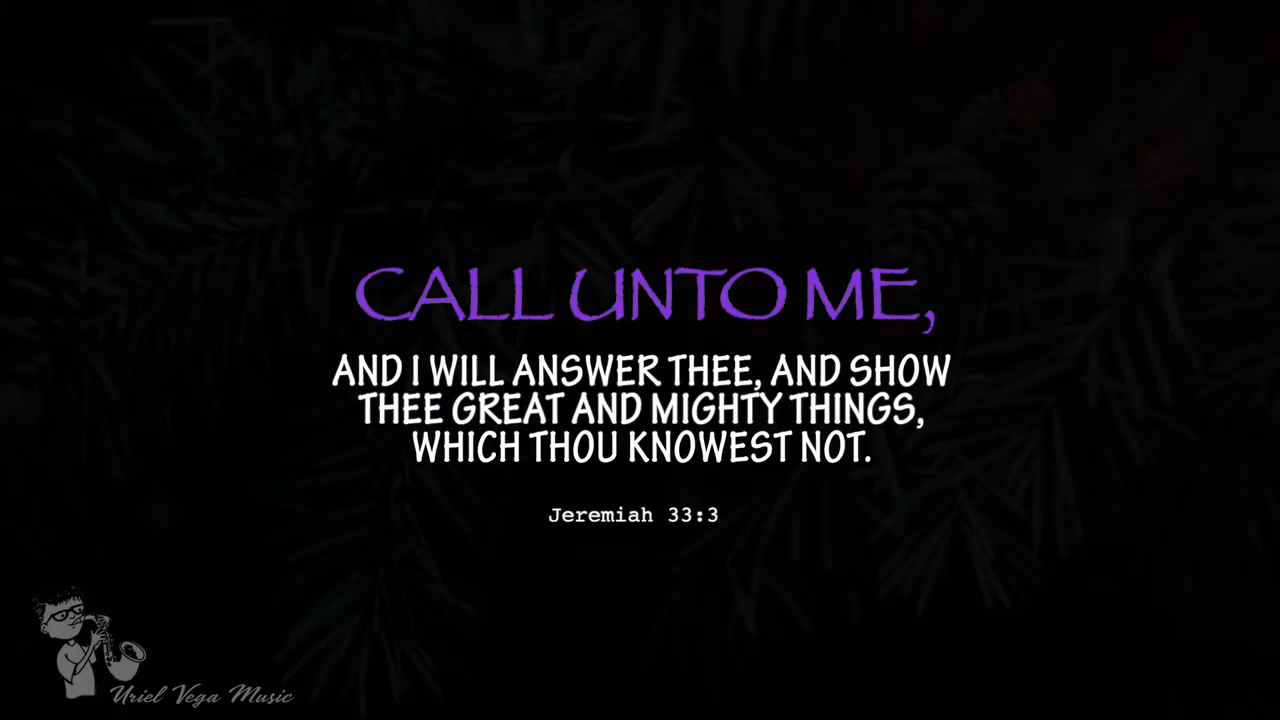 CALL UNTO ME,
AND I WILL ANSWER THEE, AND SHOW
THEE GREAT AND MIGHTY THINGS,
WHICH THOU KNOWEST NOT.
Jeremiah 33:3
Uriel Vega Music